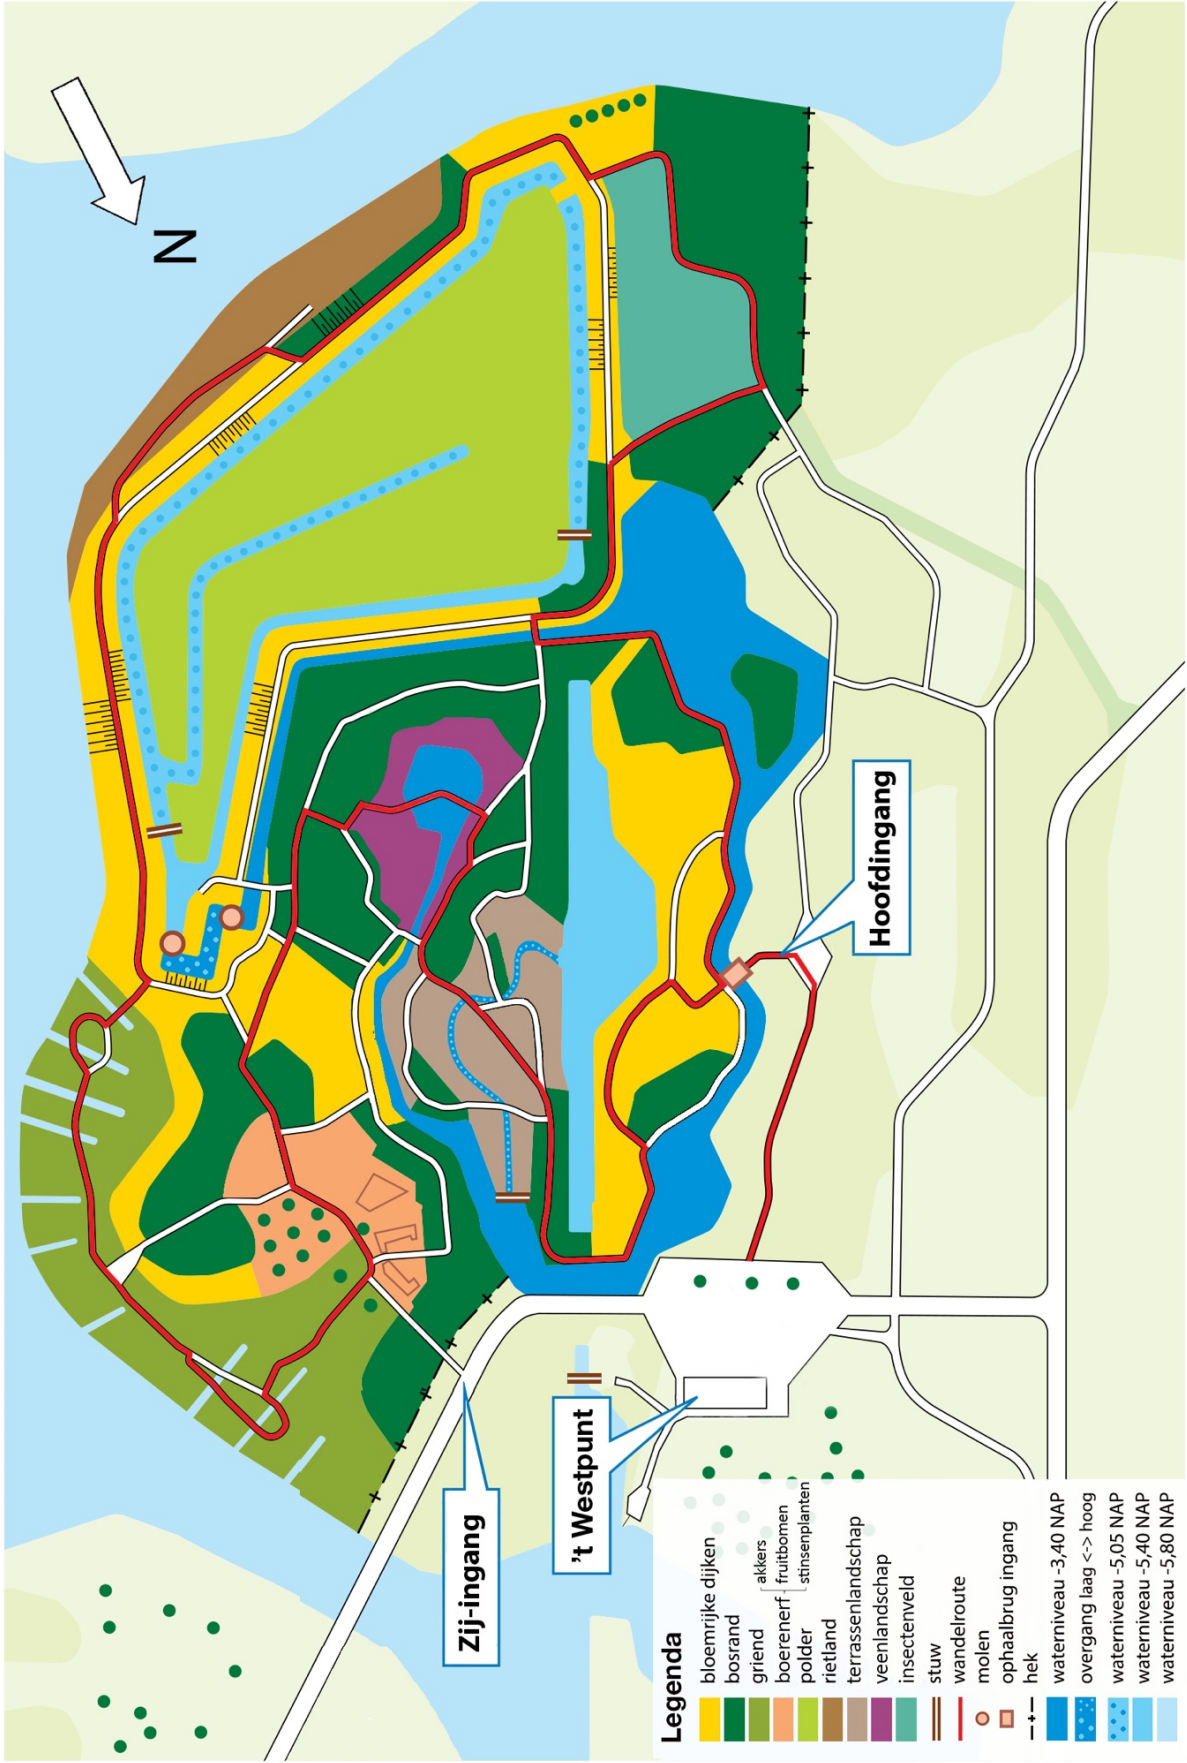 N
Hoofdingang
't Westpunt
Zij-ingang
Legenda
bloemrijke dijken
bosrand
griend
boerenerf
akkers
fruitbomen
stinsenplanten
polder
rietland
terrassenlandschap
veenlandschap
insectenveld
stuw
wandelroute
molen
ophaalbrug ingang
hek
waterniveau -3,40 NAP
overgang laag <-> hoog
waterniveau -5,05 NAP
waterniveau -5,40 NAP
waterniveau -5,80 NAP